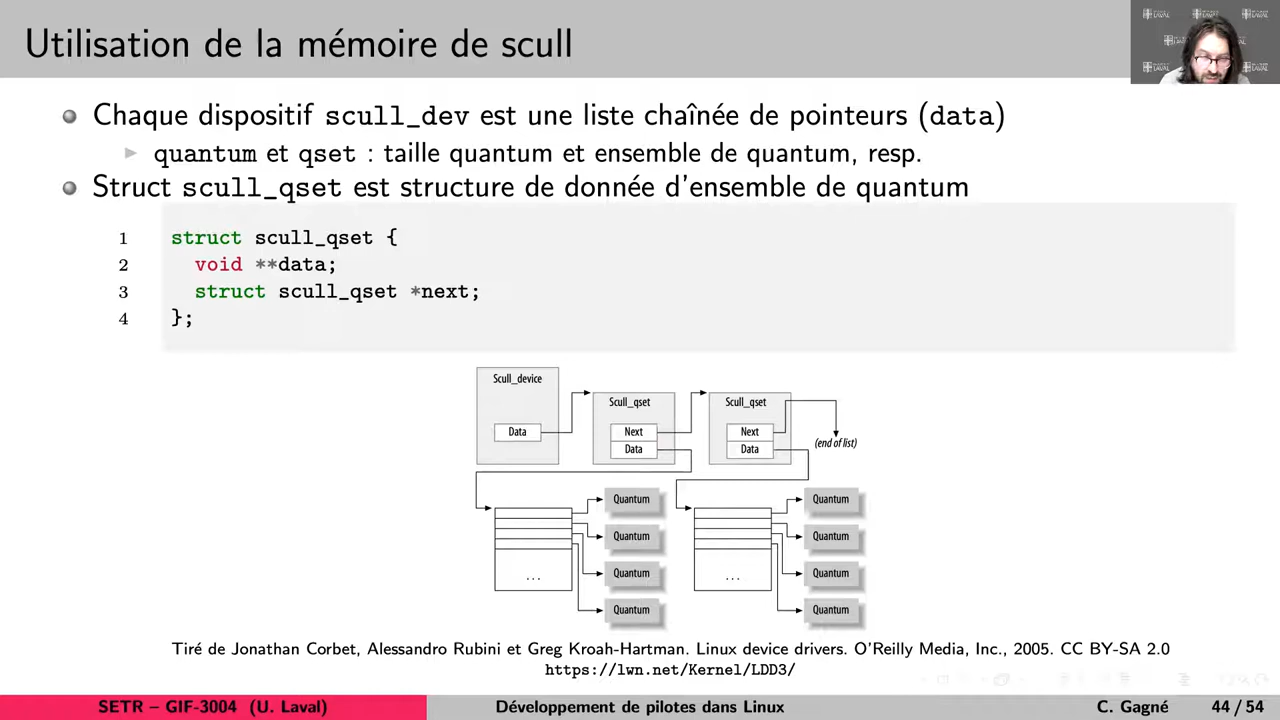 Utilisation de la mémoire de scull
Chaque dispositif scull_dev est une liste chaînée de pointeurs (data)
quantum et qset : taille quantum et ensemble de quantum, resp.
Struct scull_qset est structure de donnée d'ensemble de quantum
1 struct scull_qset {
2 void **data;
3 struct scull_qset *next;
4 };
Scull_device
Data
Scull_qset
Next
Data
Scull_qset
Next
Data
(end of list)
Quantum
Quantum
Quantum
Quantum
. . .
Quantum
Quantum
Quantum
Quantum
. . .
Tiré de Jonathan Corbet, Alessandro Rubini et Greg Kroah-Hartman. Linux device drivers. O'Reilly Media, Inc., 2005. CC BY-SA 2.0
https://lwn.net/Kernel/LDD3/
SETR – GIF-3004 (U. Laval) Développement de pilotes dans Linux C. Gagné 44 / 54